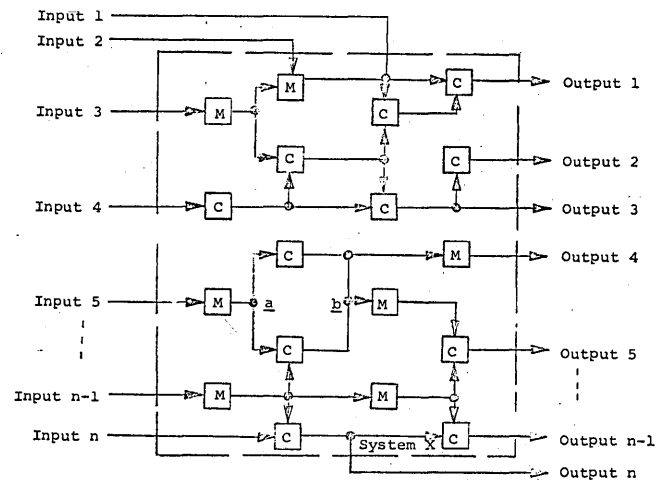 Input 1
Input 2
M C Output 1
Input 3 M C
C C Output 2
Input 4 C C Output 3
C M Output 4
Input 5 M a b M
C C Output 5
Input n-1 M M
Input n C System X C Output n-1
Output n